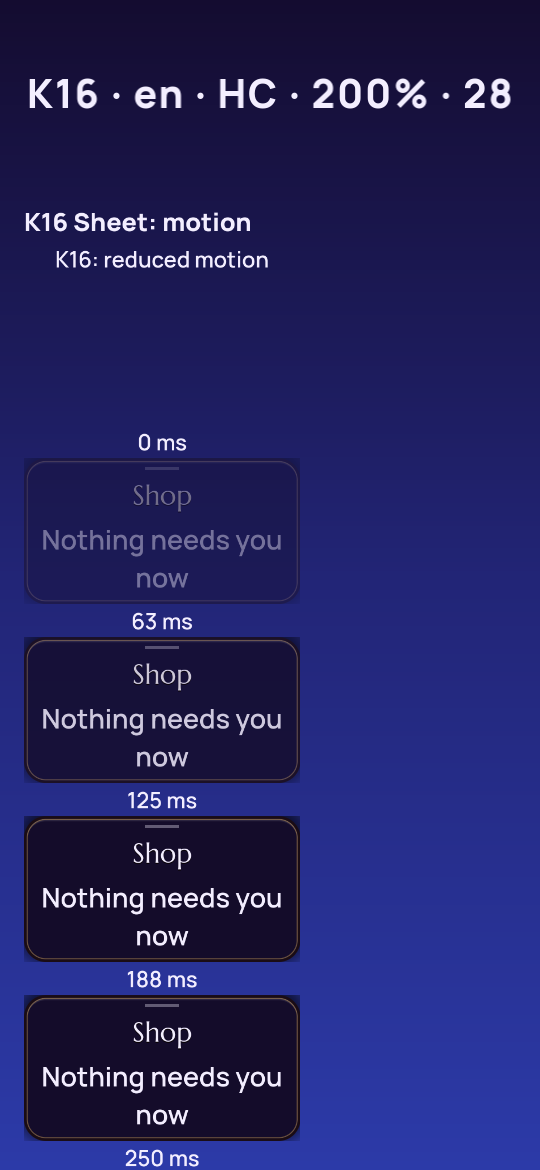 K16 · en · HC · 200% · 28
K16 Sheet: motion
K16: reduced motion
0 ms
Shop
Nothing needs you
now
63 ms
Shop
Nothing needs you
now
125 ms
Shop
Nothing needs you
now
188 ms
Shop
Nothing needs you
now
250 ms